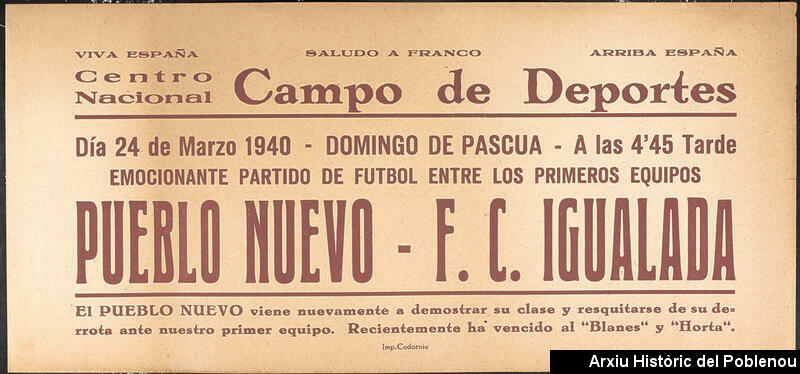 VIVA ESPAÑA SALUDO A FRANCO ARRIBA ESPAÑA
Centro Nacional Campo de Deportes
Día 24 de Marzo 1940 - DOMINGO DE PASCUA - A las 4'45 Tarde
EMOCIONANTE PARTIDO DE FUTBOL ENTRE LOS PRIMEROS EQUIPOS
PUEBLO NUEVO - F. C. IGUALADA
El PUEBLO NUEVO viene nuevamente a demostrar su clase y resquitarse de su de-
rrota ante nuestro primer equipo. Recientemente ha vencido al "Blanes" y "Horta".
Imp. Codorniu
Arxiu Històric del Poblenou